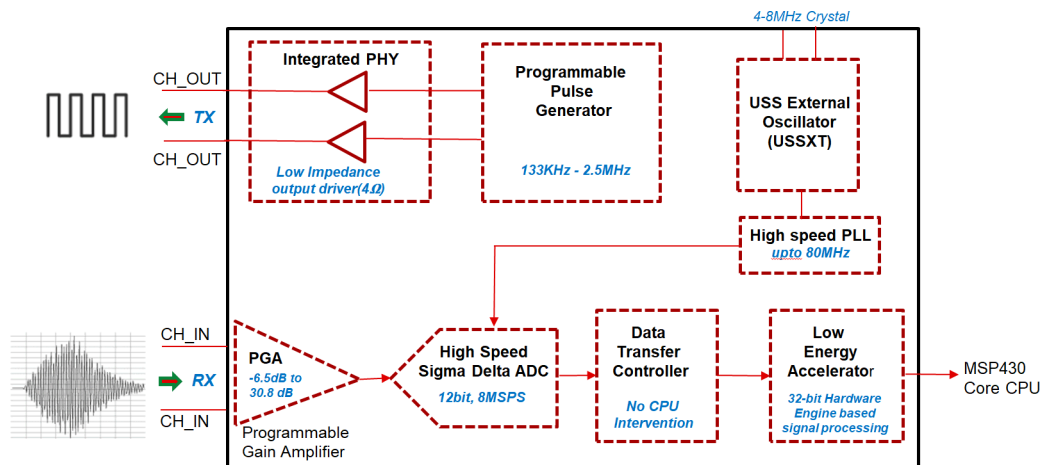 4-8MHz Crystal
Integrated PHY
CH_OUT
TX
CH_OUT
Low Impedance
output driver(4Ω)
Programmable
Pulse
Generator
133KHz - 2.5MHz
USS External
Oscillator
(USSXT)
High speed PLL
upto 80MHz
CH_IN
RX
CH_IN
PGA
-6.5dB to
30.8 dB
Programmable
Gain Amplifier
High Speed
Sigma Delta ADC
12bit, 8MSPS
Data
Transfer
Controller
No CPU
Intervention
Low
Energy
Accelerator
32-bit Hardware
Engine based
signal processing
MSP430
Core CPU